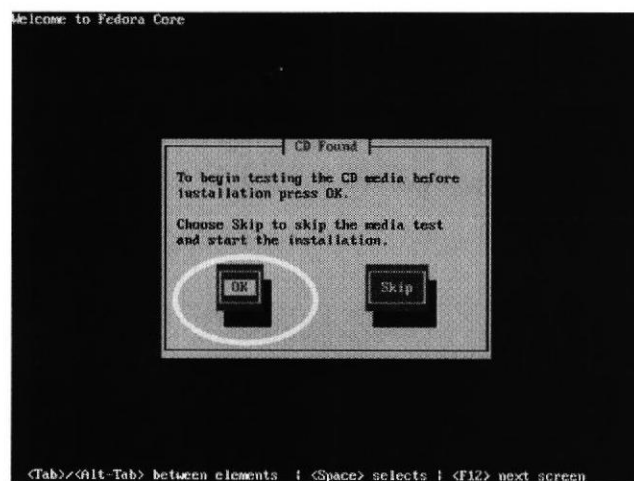 Welcome to Fedora Core
CD Found
To begin testing the CD media before
installation press OK.
Choose Skip to skip the media test
and start the installation.
OK Skip
<Tab>/<Alt-Tab> between elements | <Space> selects | <F12> next screen